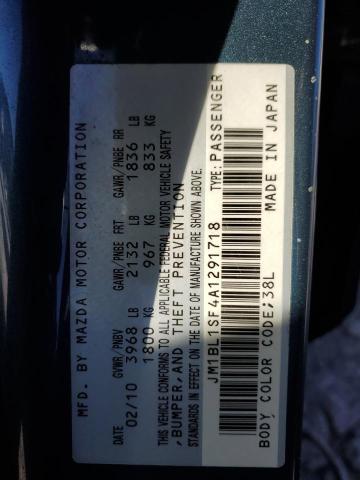 MFD. BY MAZDA MOTOR CORPORATION
DATE GVWR/PNBV GAWR/PNBE FRT GAWR/PNBE RR
02/10 3968 LB 2132 LB 1836 LB
1800 KG 967 KG 833 KG
THIS VEHICLE CONFORMS TO ALL APPLICABLE FEDERAL MOTOR VEHICLE SAFETY
,BUMPER,AND THEFT PREVENTION
STANDARDS IN EFFECT ON THE DATE OF MANUFACTURE SHOWN ABOVE.
JM1BL1SF4A1291718 TYPE: PASSENGER
BODY COLOR CODE;38L MADE IN JAPAN